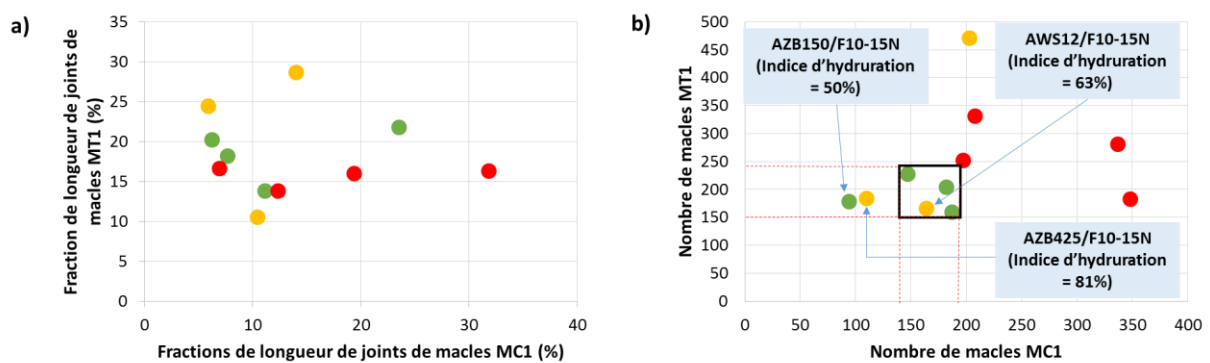 a)
Fraction de longueur de joints de
macles MT1 (%)
35
30
25
20
15
10
5
0
0 10 20 30 40
Fractions de longueur de joints de macles MC1 (%)
b)
Nombre de macles MT1
500
450
400
350
300
250
200
150
100
50
0
0 50 100 150 200 250 300 350 400
Nombre de macles MC1
AZB150/F10-15N
(Indice d’hydruration
= 50%)
AWS12/F10-15N
(Indice d’hydruration
= 63%)
AZB425/F10-15N
(Indice d’hydruration
= 81%)